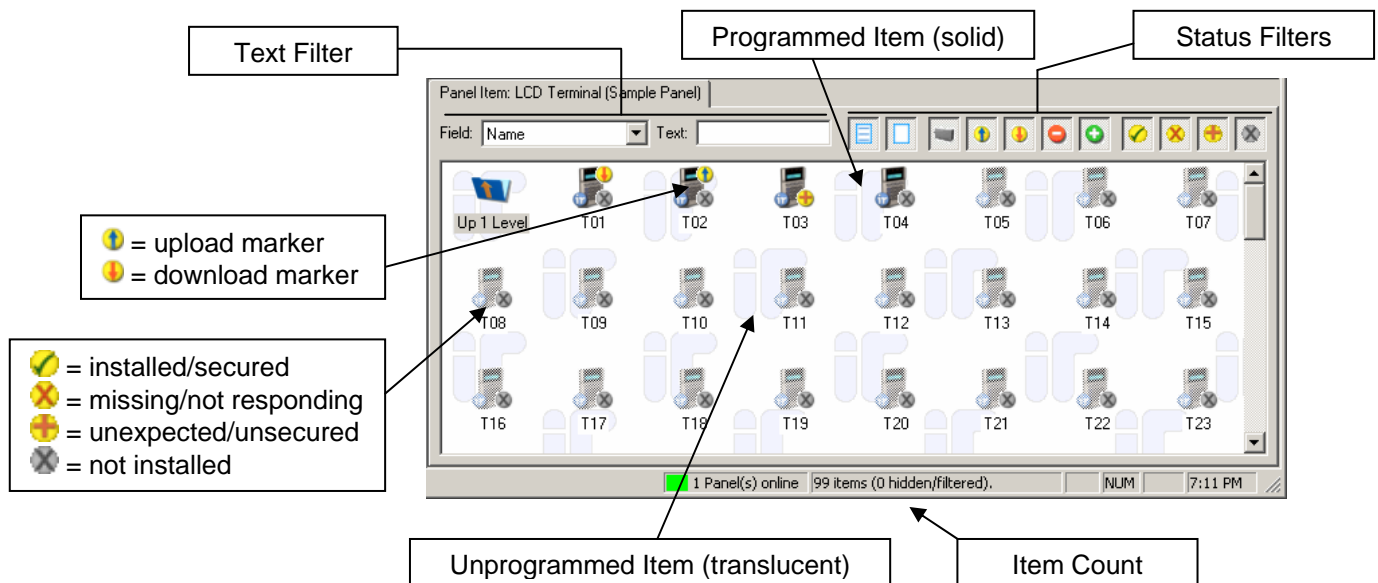 Text Filter
Programmed Item (solid)
Status Filters
Panel Item: LCD Terminal (Sample Panel)
Field: Name Text:
Up 1 Level T01 T02 T03 T04 T05 T06 T07
= upload marker
= download marker
T08 T09 T10 T11 T12 T13 T14 T15
= installed/secured
= missing/not responding
= unexpected/unsecured
= not installed
T16 T17 T18 T19 T20 T21 T22 T23
1 Panel(s) online 99 items (0 hidden/filtered). NUM 7:11 PM
Unprogrammed Item (translucent)
Item Count